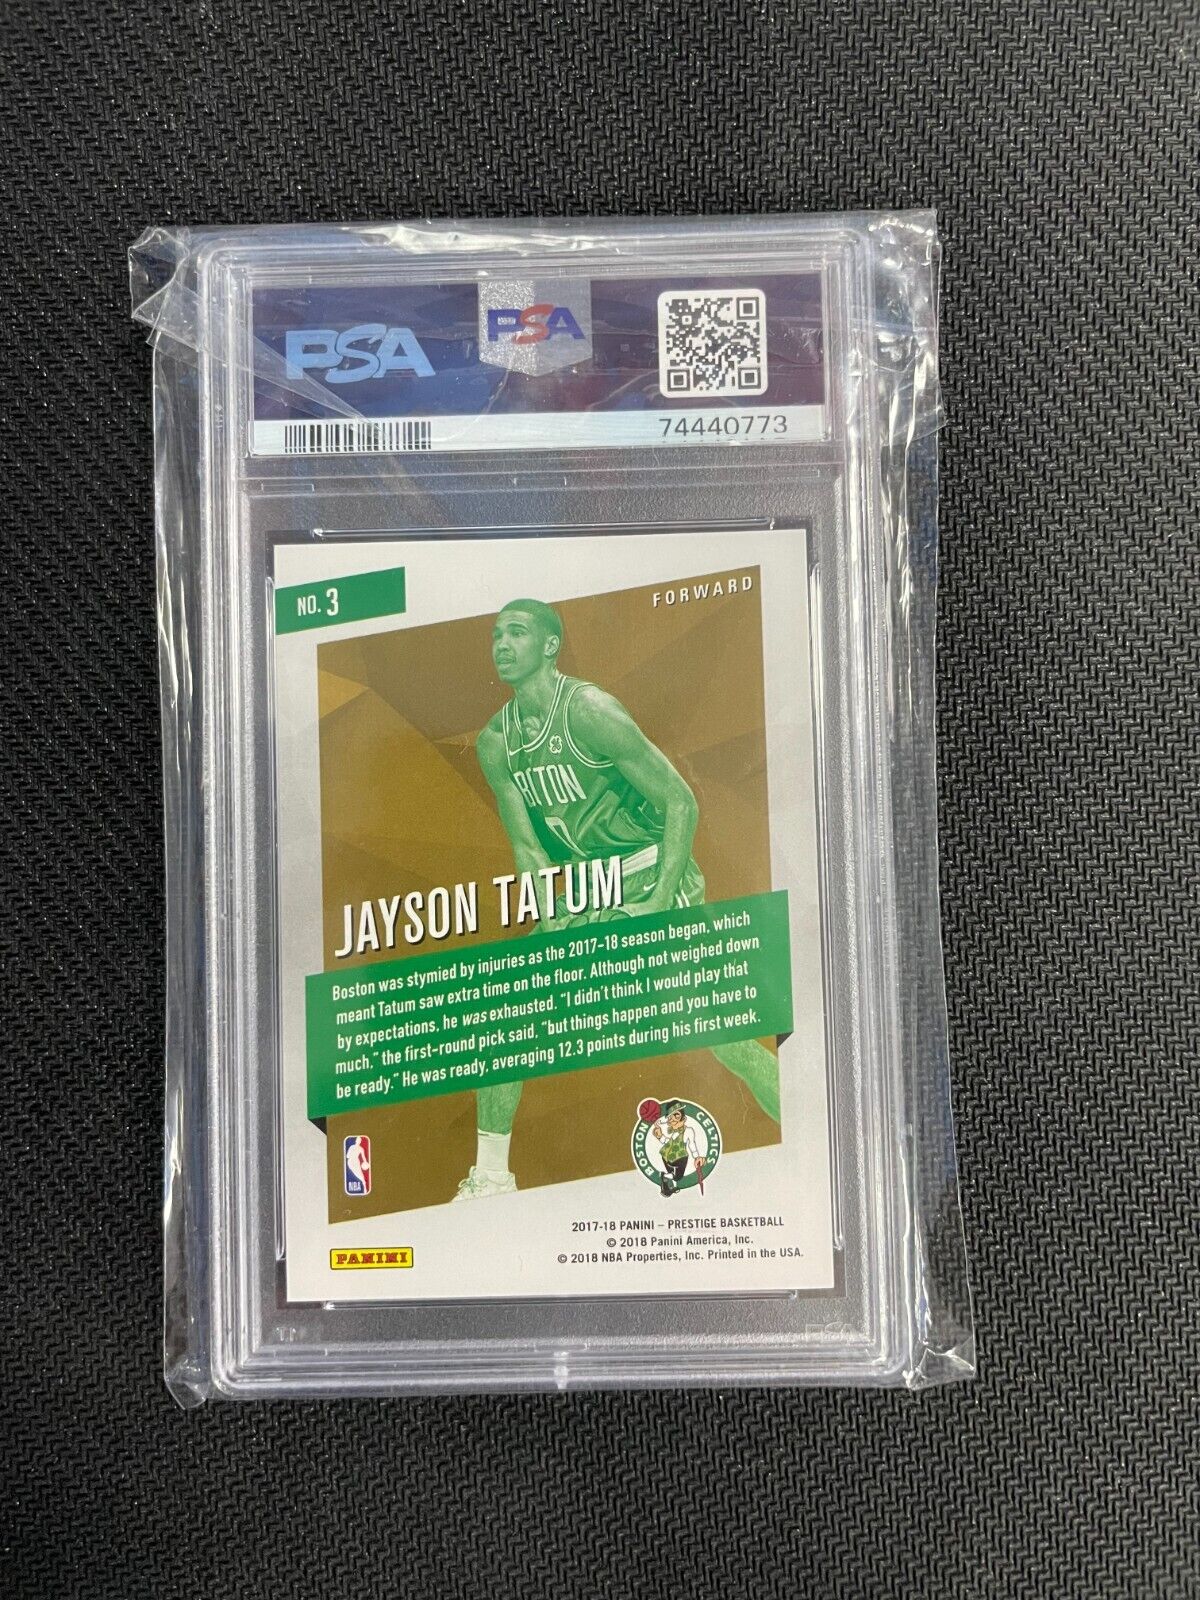 PSA
PSA
74440773
NO. 3
FORWARD
BOSTON
JAYSON TATUM
Boston was stymied by injuries as the 2017-18 season began, which
meant Tatum saw extra time on the floor. Although not weighed down
by expectations, he was exhausted. "I didn't think I would play that
much," the first-round pick said, "but things happen and you have to
be ready." He was ready, averaging 12.3 points during his first week.
NBA
BOSTON CELTICS
2017-18 PANINI – PRESTIGE BASKETBALL
© 2018 Panini America, Inc.
© 2018 NBA Properties, Inc. Printed in the USA.
PANINI
PSA